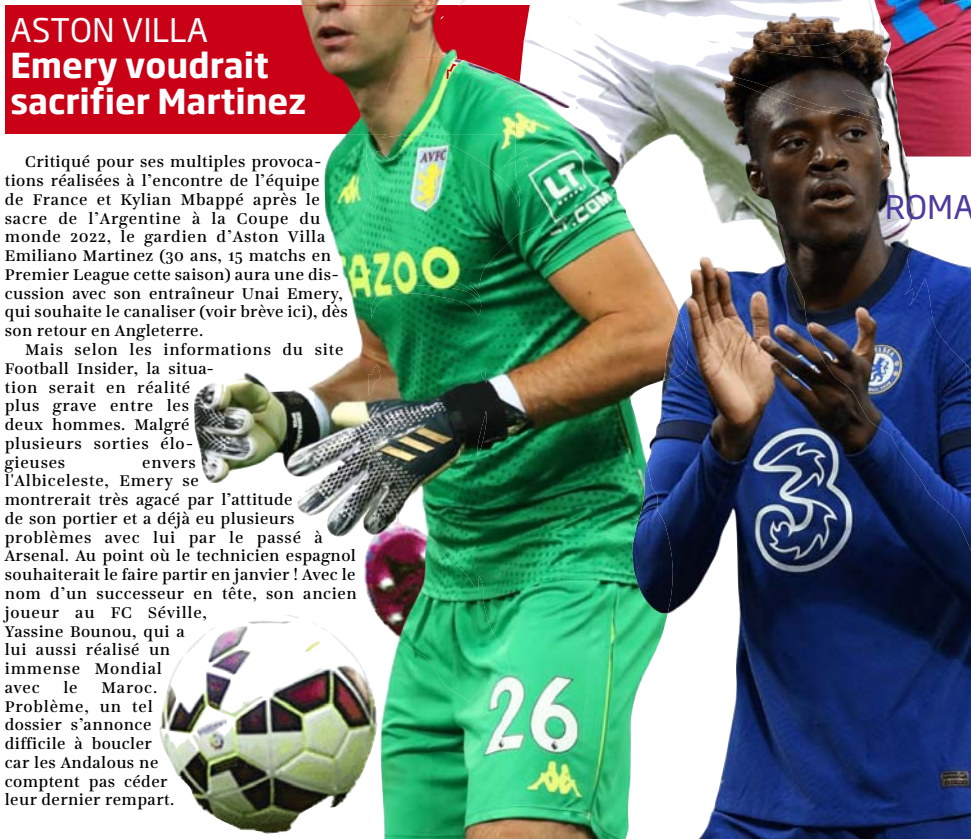 ASTON VILLA
Emery voudrait
sacrifier Martinez
Critiqué pour ses multiples provoca-
tions réalisées à l'encontre de l'équipe
de France et Kylian Mbappé après le
sacre de l'Argentine à la Coupe du
monde 2022, le gardien d'Aston Villa
Emiliano Martinez (30 ans, 15 matchs en
Premier League cette saison) aura une dis-
cussion avec son entraîneur Unai Emery,
qui souhaite le canaliser (voir brève ici), dès
son retour en Angleterre.
Mais selon les informations du site
Football Insider, la situa-
tion serait en réalité
plus grave entre les
deux hommes. Malgré
plusieurs sorties élo-
gieuses envers
l'Albiceleste, Emery se
montrerait très agacé par l'attitude
de son portier et a déjà eu plusieurs
problèmes avec lui par le passé à
Arsenal. Au point où le technicien espagnol
souhaiterait le faire partir en janvier ! Avec le
nom d'un successeur en tête, son ancien
joueur au FC Séville,
Yassine Bounou, qui a
lui aussi réalisé un
immense Mondial
avec le Maroc.
Problème, un tel
dossier s'annonce
difficile à boucler
car les Andalous ne
comptent pas céder
leur dernier rempart.
AVFC
LT
.COM
AZOO
26
ROMA
3